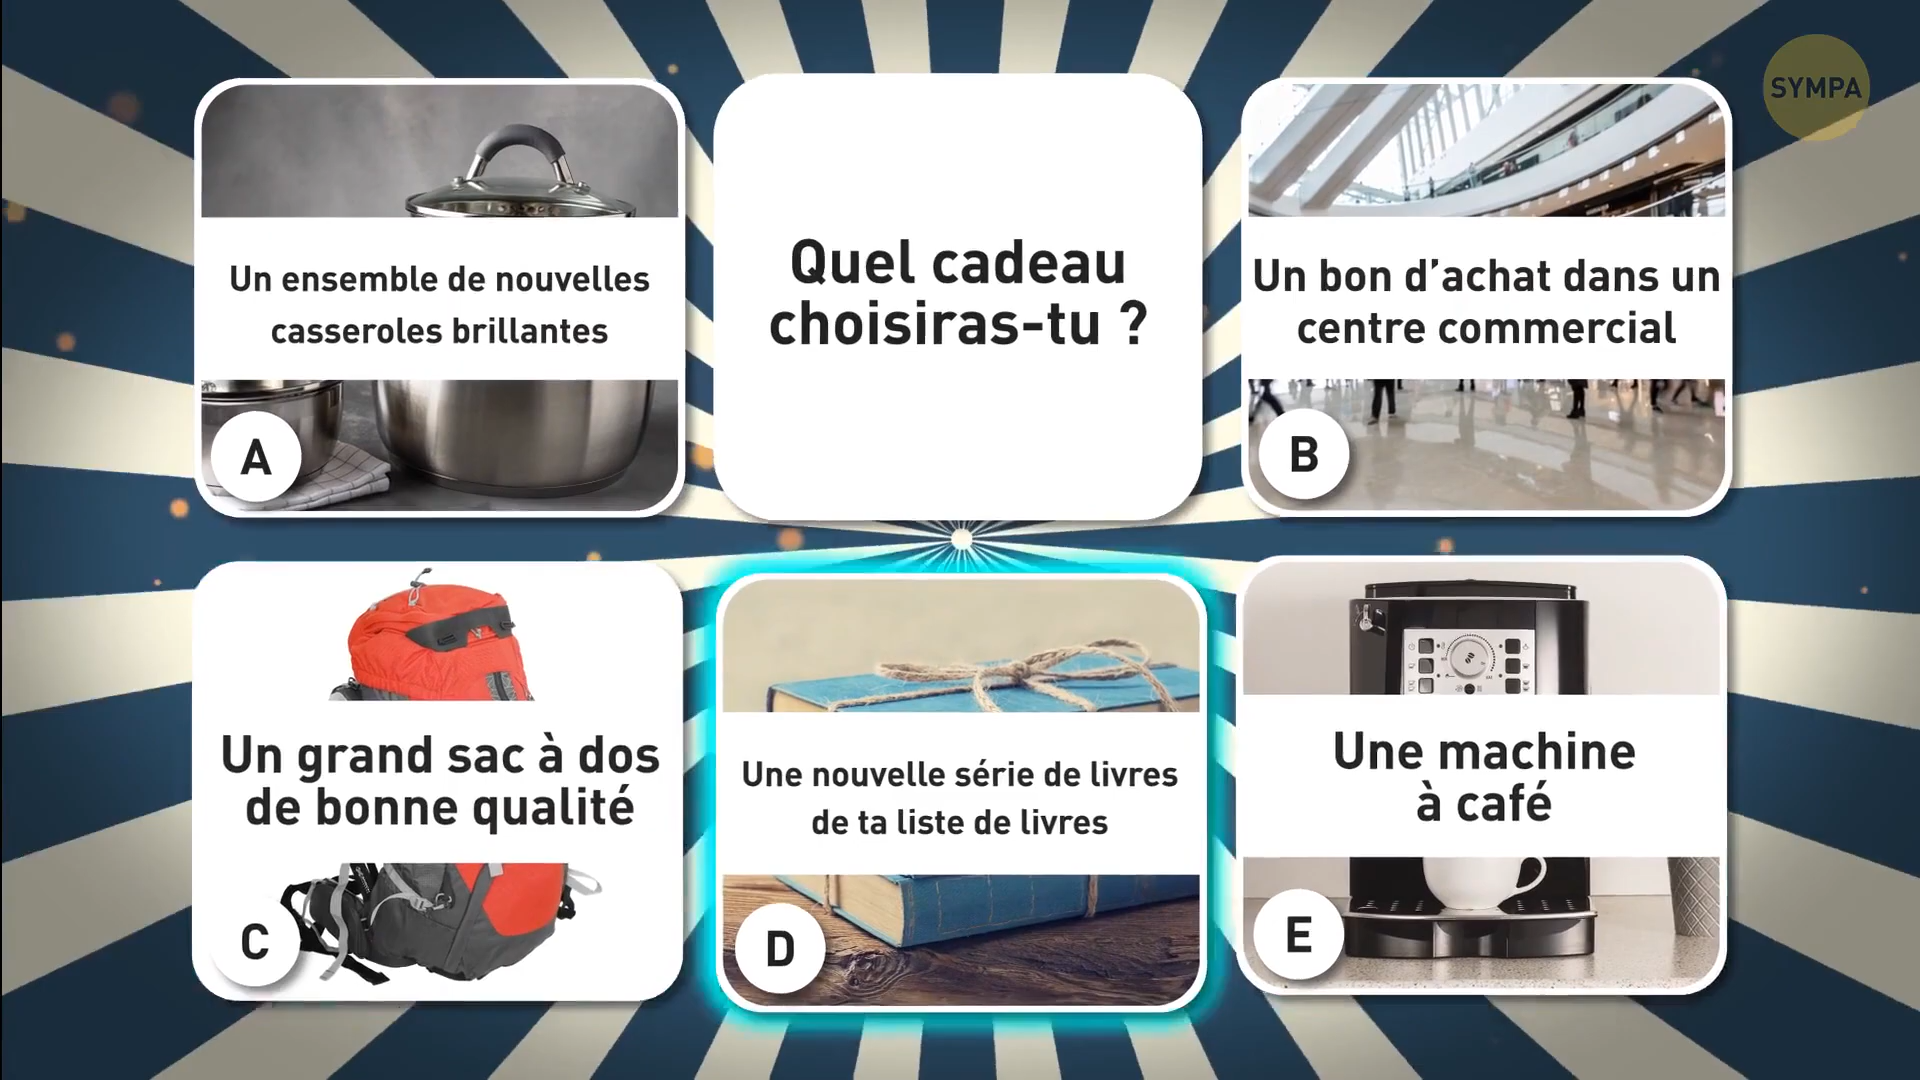 SYMPA
Un ensemble de nouvelles
casseroles brillantes
A
Quel cadeau
choisiras-tu ?
Un bon d’achat dans un
centre commercial
B
Un grand sac à dos
de bonne qualité
C
Une nouvelle série de livres
de ta liste de livres
D
Une machine
à café
E